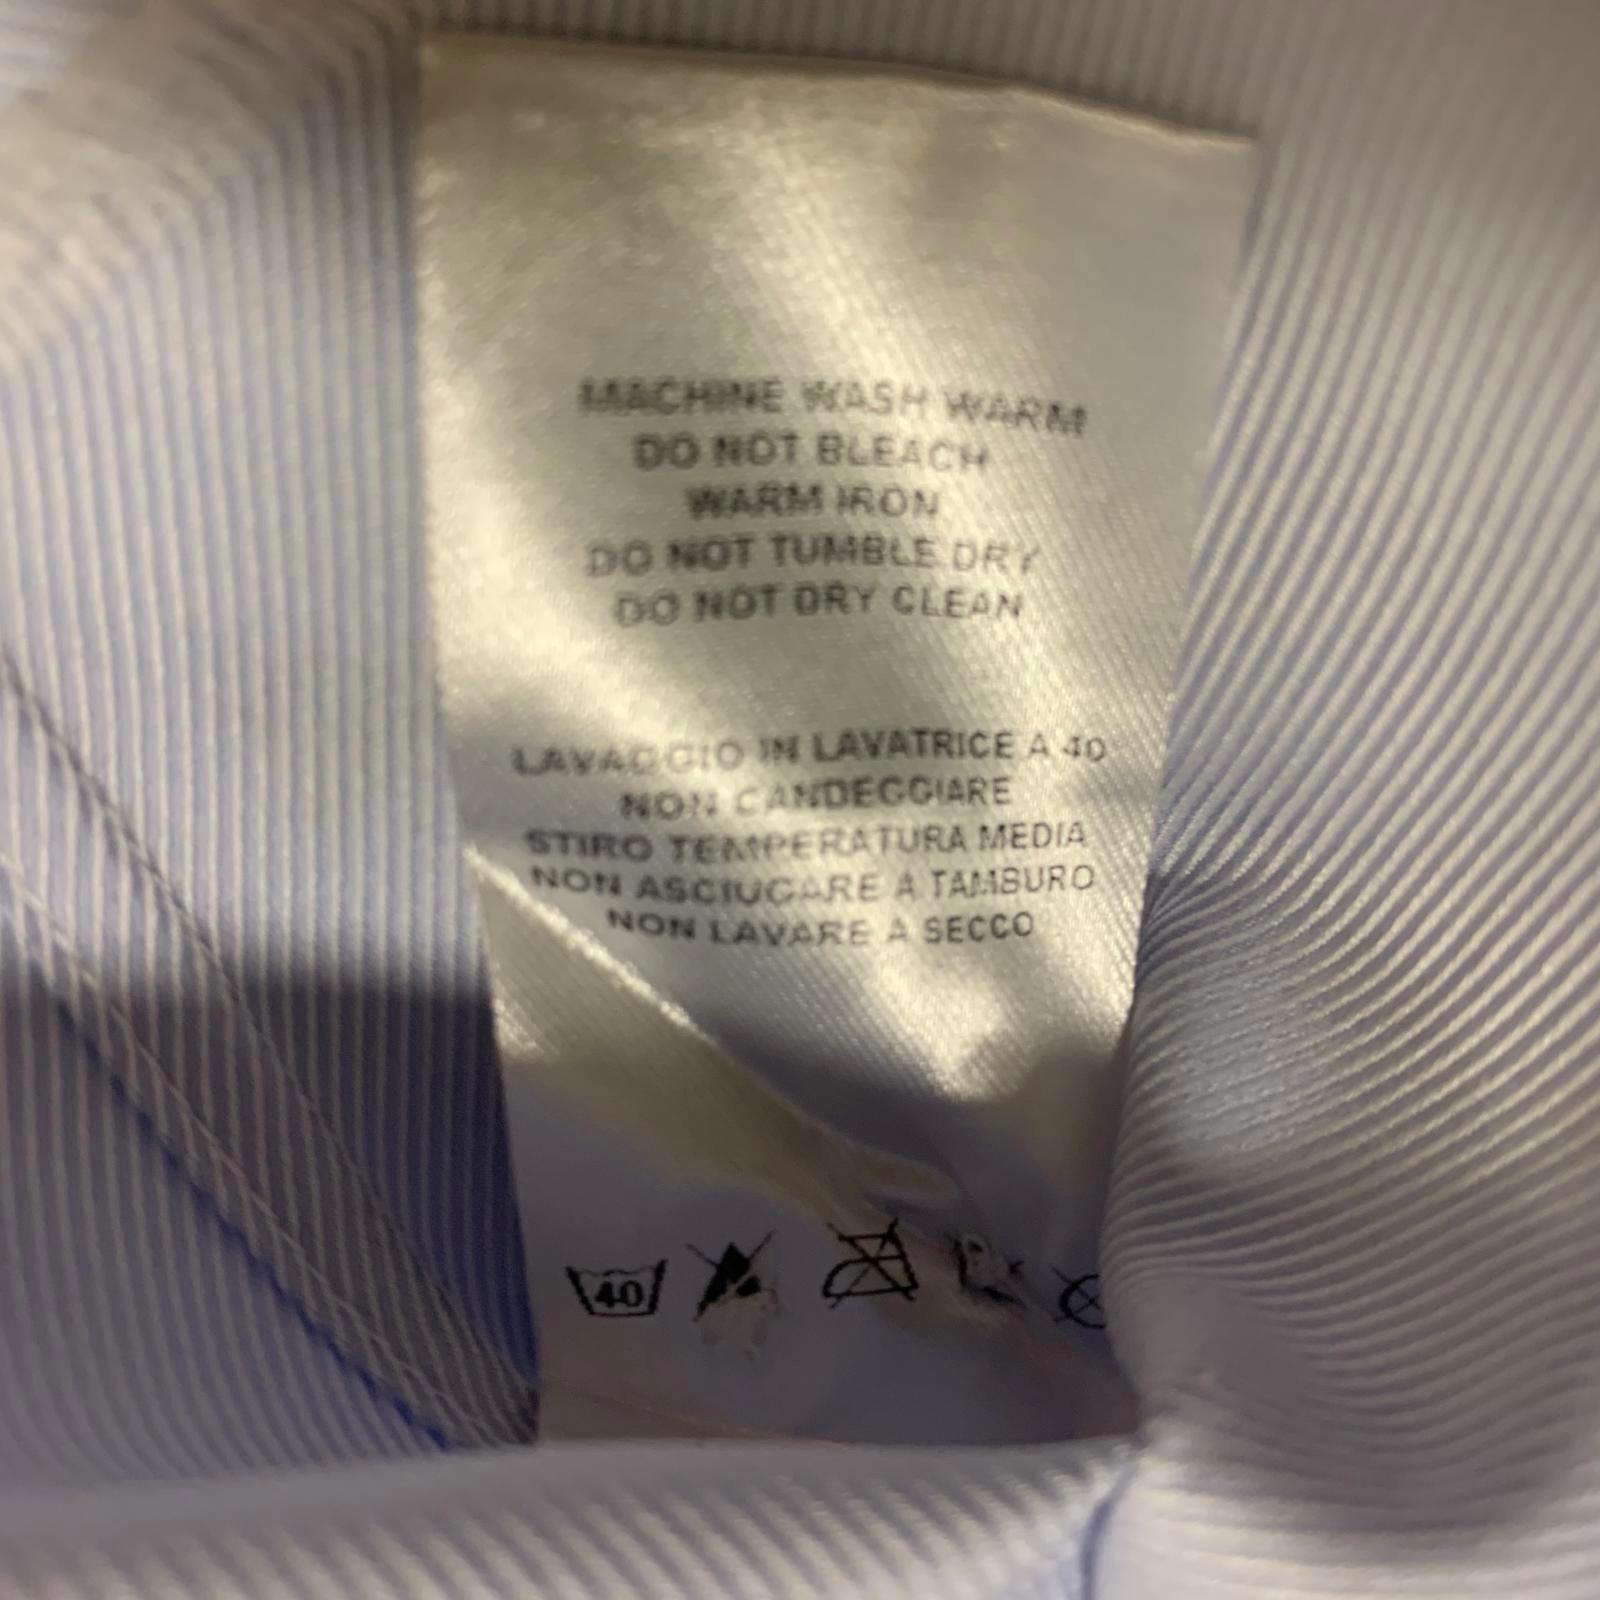 MACHINE WASH WARM
DO NOT BLEACH
WARM IRON
DO NOT TUMBLE DRY
DO NOT DRY CLEAN
LAVAGGIO IN LAVATRICE A 40
NON CANDEGGIARE
STIRO TEMPERATURA MEDIA
NON ASCIUGARE A TAMBURO
NON LAVARE A SECCO
40